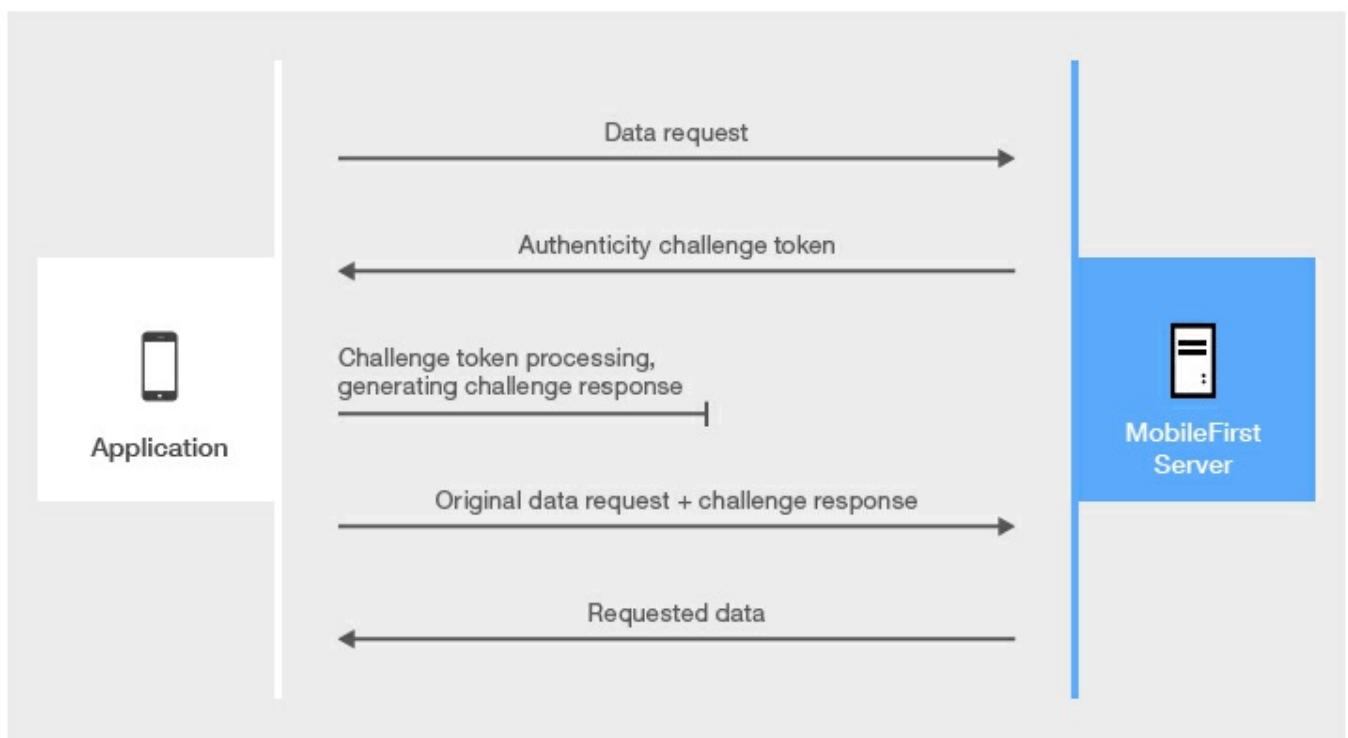 Data request
Authenticity challenge token
Challenge token processing,
generating challenge response
Application
MobileFirst
Server
Original data request + challenge response
Requested data